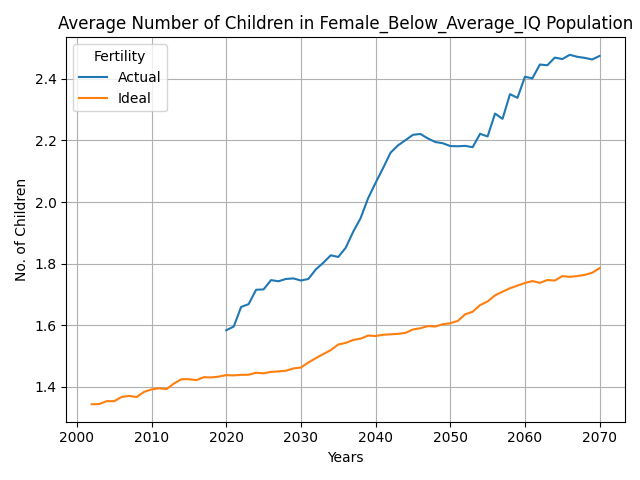 Average Number of Children in Female_Below_Average_IQ Population
Fertility
Actual
Ideal
No. of Children
2.4
2.2
2.0
1.8
1.6
1.4
2000 2010 2020 2030 2040 2050 2060 2070
Years